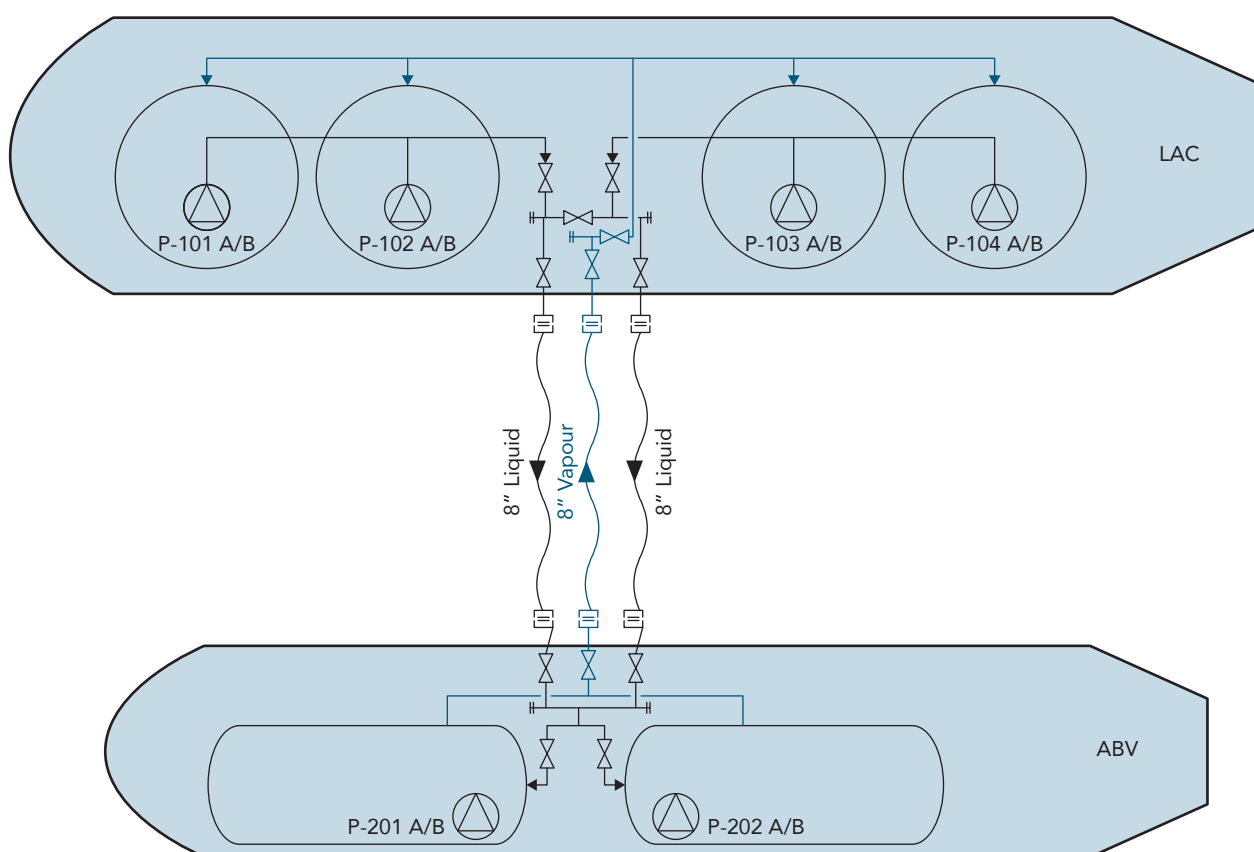 LAC
P-101 A/B
P-102 A/B
P-103 A/B
P-104 A/B
8” Liquid
8” Vapour
8” Liquid
ABV
P-201 A/B
P-202 A/B